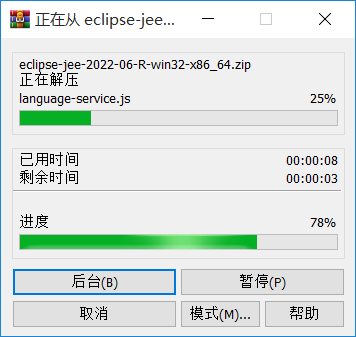 正在从 eclipse-jee...
eclipse-jee-2022-06-R-win32-x86_64.zip
正在解压
language-service.js 25%
已用时间 00:00:08
剩余时间 00:00:03
进度 78%
后台(B) 暂停(P)
取消 模式(M)... 帮助